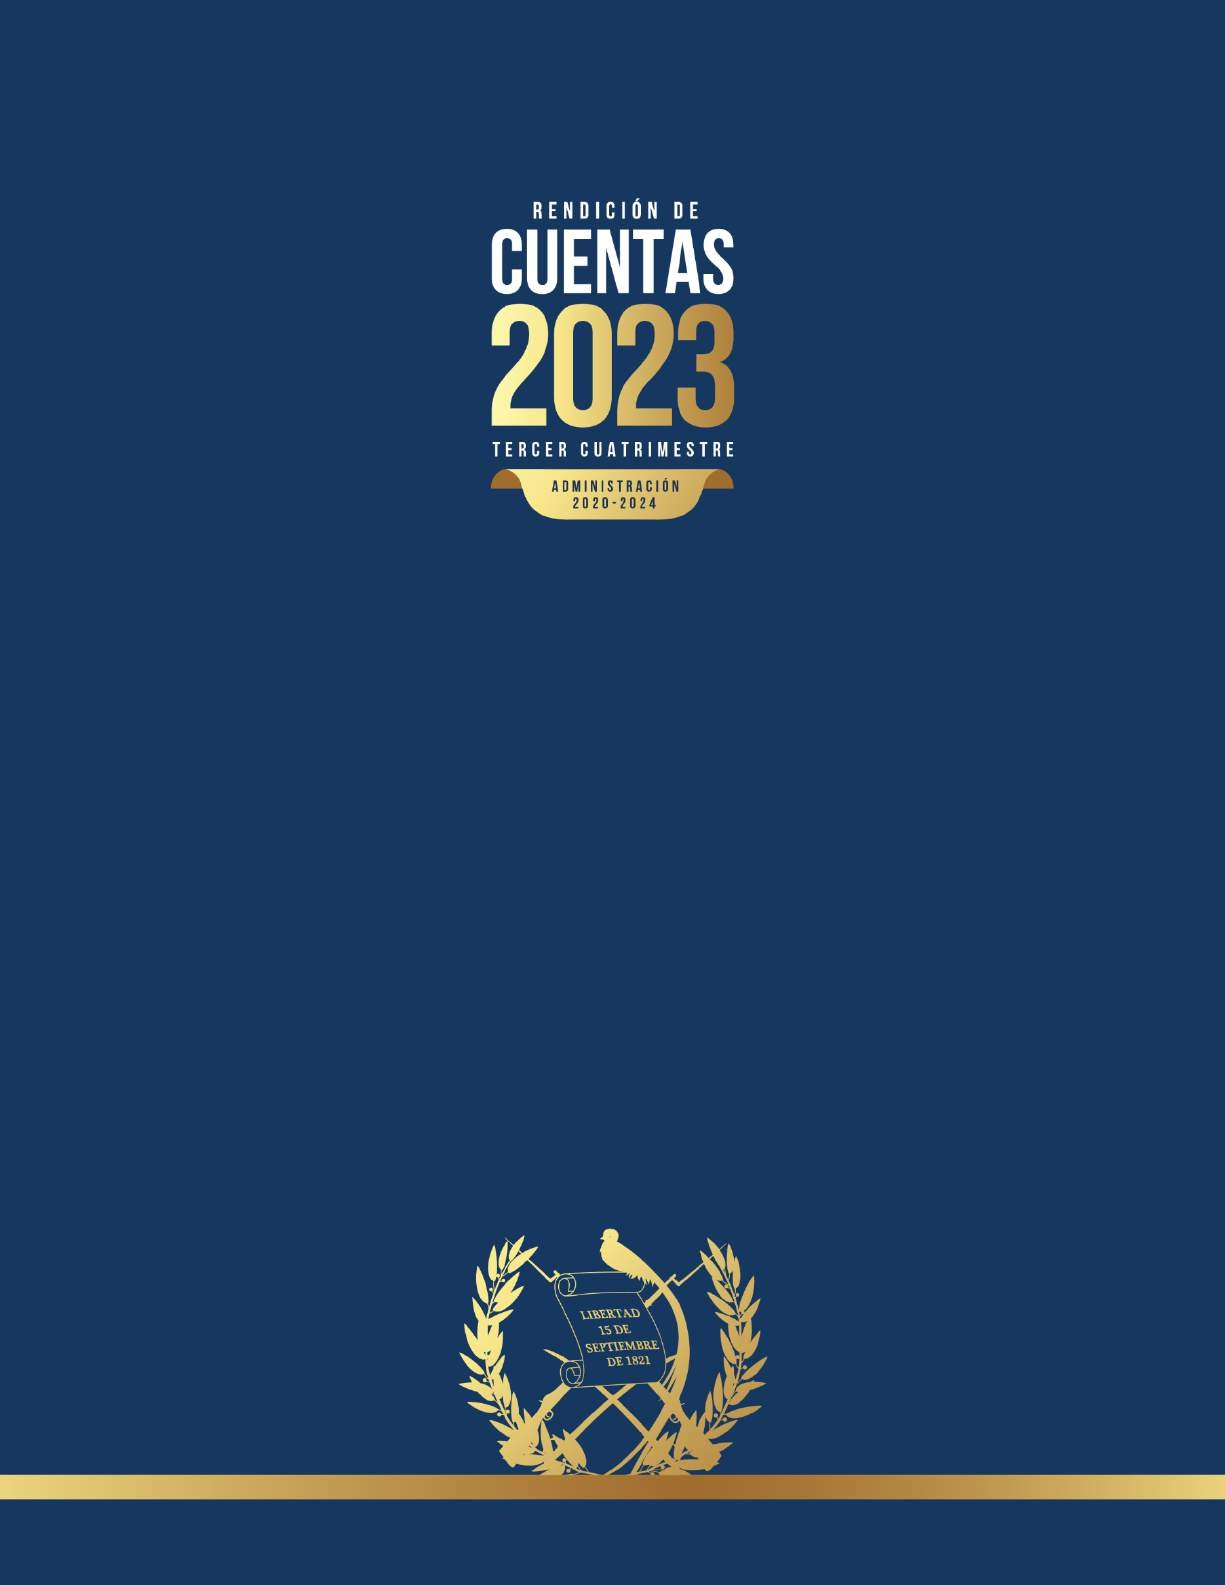 RENDICIÓN DE
CUENTAS
2023
TERCER CUATRIMESTRE
ADMINISTRACIÓN
2020-2024
LIBERTAD
15 DE
SEPTIEMBRE
DE 1821